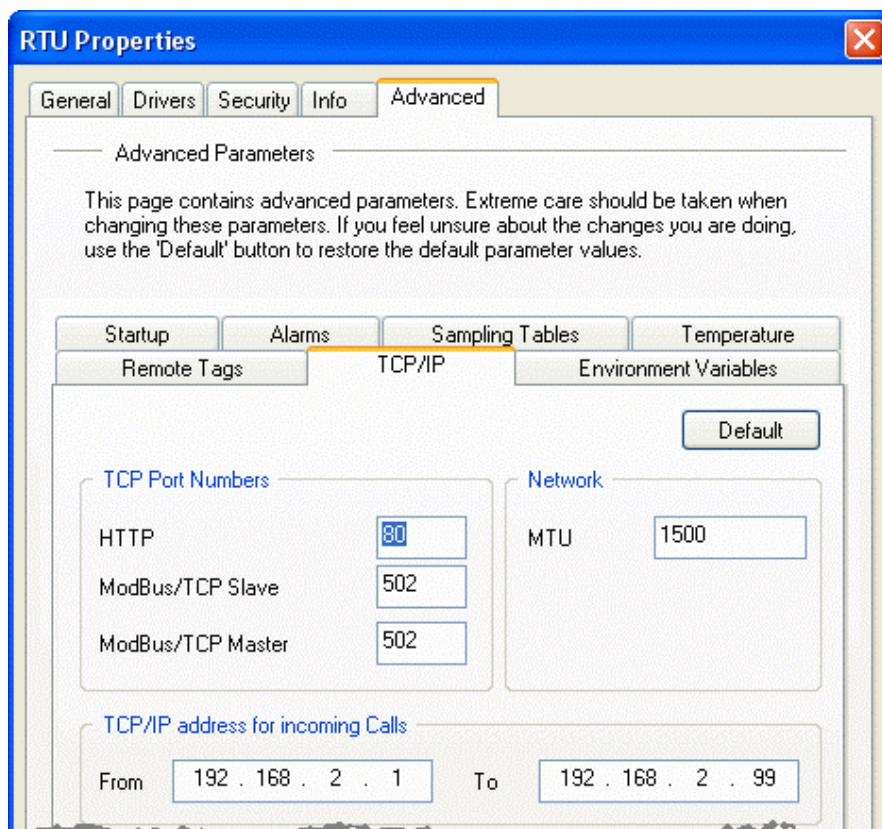 RTU Properties
General Drivers Security Info Advanced
Advanced Parameters
This page contains advanced parameters. Extreme care should be taken when
changing these parameters. If you feel unsure about the changes you are doing,
use the 'Default' button to restore the default parameter values.
Startup Alarms Sampling Tables Temperature
Remote Tags TCP/IP Environment Variables
Default
TCP Port Numbers Network
HTTP 80 MTU 1500
ModBus/TCP Slave 502
ModBus/TCP Master 502
TCP/IP address for incoming Calls
From 192 . 168 . 2 . 1 To 192 . 168 . 2 . 99